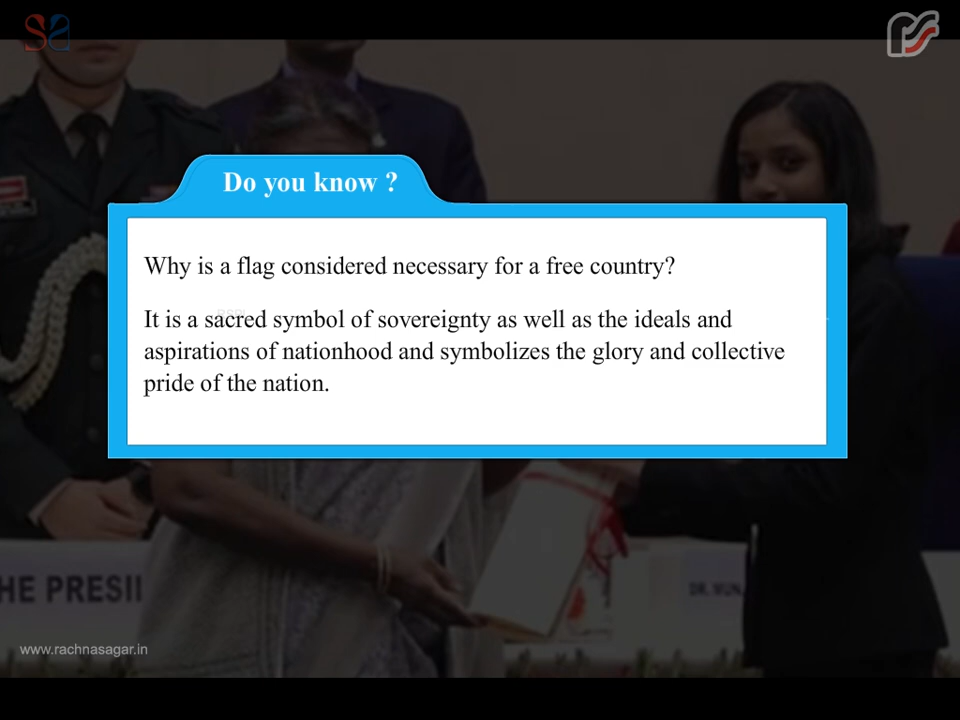 Do you know ?
Why is a flag considered necessary for a free country?
It is a sacred symbol of sovereignty as well as the ideals and
aspirations of nationhood and symbolizes the glory and collective
pride of the nation.
HE PRESI
DR. MUN
www.rachnasagar.in